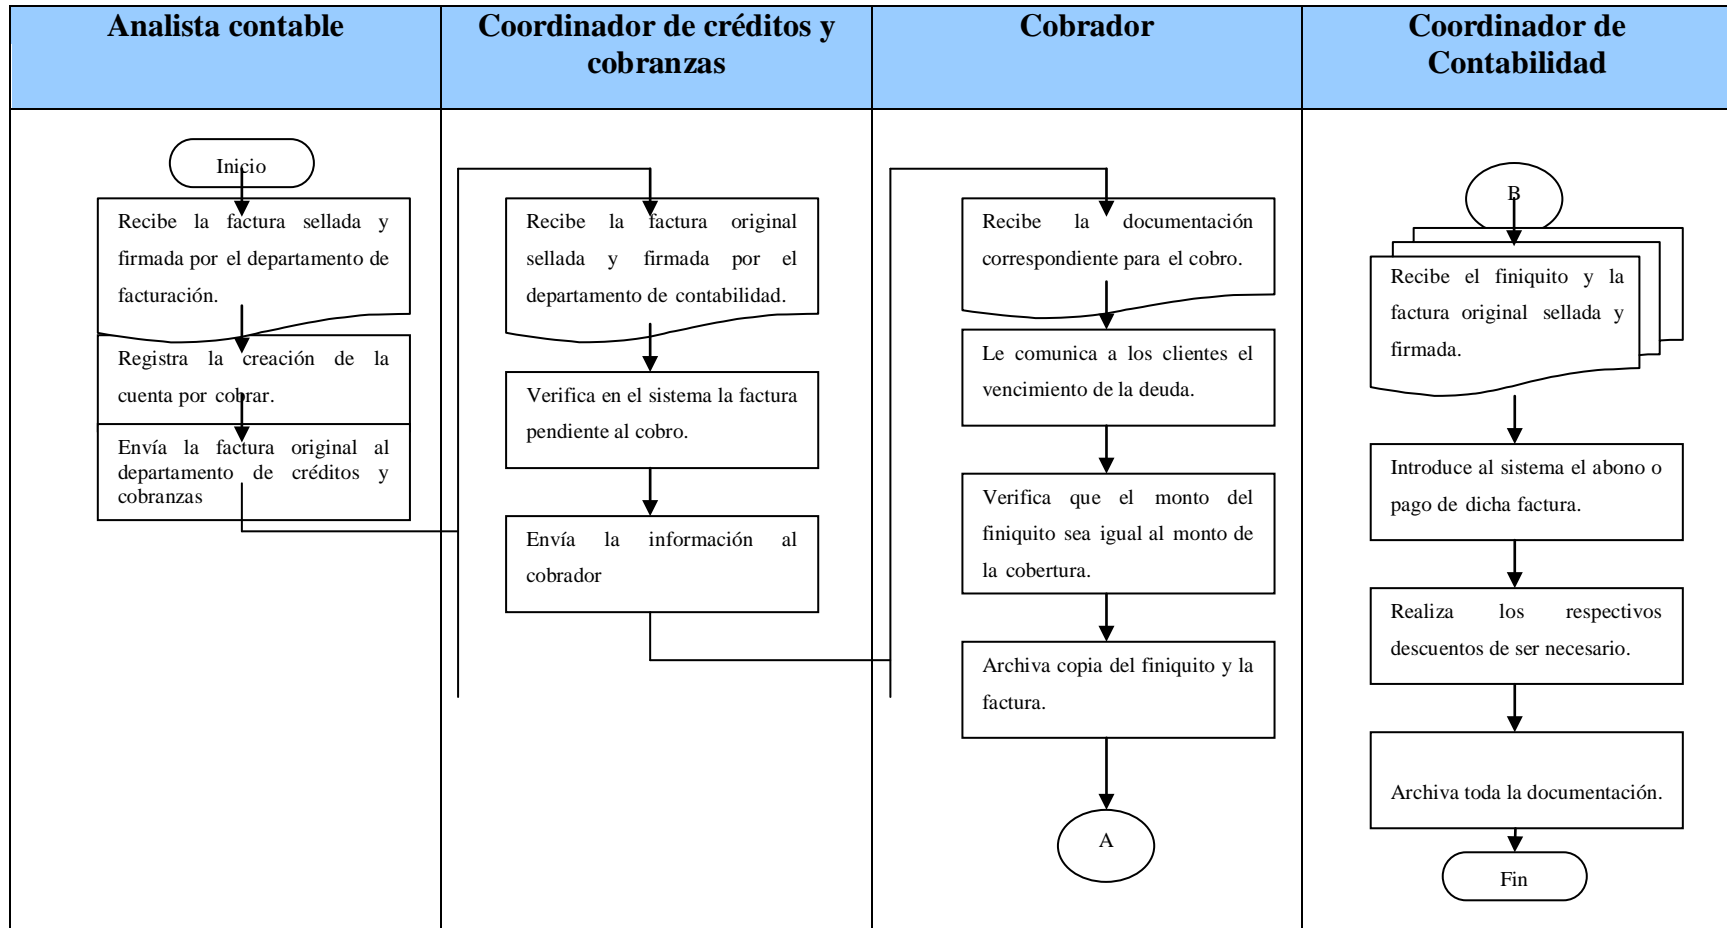 Analista contable
Coordinador de créditos y
cobranzas
Cobrador
Coordinador de
Contabilidad
Inicio
Recibe la factura sellada y
firmada por el departamento de
facturación.
Registra la creación de la
cuenta por cobrar.
Envía la factura original al
departamento de créditos y
cobranzas
Recibe la factura original
sellada y firmada por el
departamento de contabilidad.
Verifica en el sistema la factura
pendiente al cobro.
Envía la información al
cobrador
Recibe la documentación
correspondiente para el cobro.
Le comunica a los clientes el
vencimiento de la deuda.
Verifica que el monto del
finiquito sea igual al monto de
la cobertura.
Archiva copia del finiquito y la
factura.
A
B
Recibe el finiquito y la
factura original sellada y
firmada.
Introduce al sistema el abono o
pago de dicha factura.
Realiza los respectivos
descuentos de ser necesario.
Archiva toda la documentación.
Fin